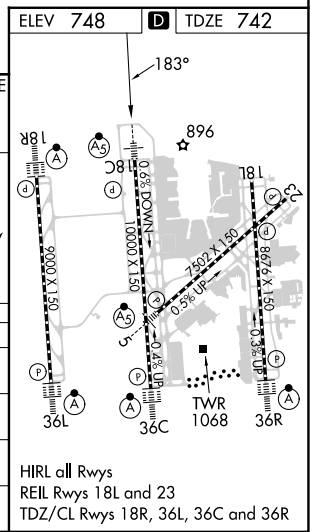 ELEV 748
D
TDZE 742
183°
896
18R
A
A5
18C
18L
23
P
P
P
P
0.6% DOWN
9000 X 150
10000 X 150
7502 X 150
0.5% UP
8676 X 150
A5
P
5
0.4% UP
0.3% UP
P
P
P
A
36L
A
36C
TWR
1068
36R
A
HIRL all Rwys
REIL Rwys 18L and 23
TDZ/CL Rwys 18R, 36L, 36C and 36R